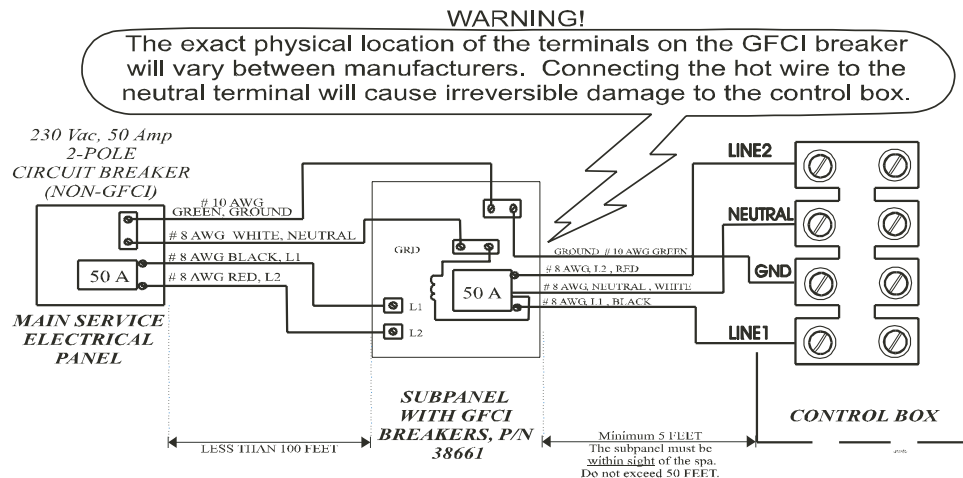 WARNING!
The exact physical location of the terminals on the GFCI breaker
will vary between manufacturers. Connecting the hot wire to the
neutral terminal will cause irreversible damage to the control box.
230 Vac, 50 Amp
2-POLE
CIRCUIT BREAKER
(NON-GFCI)
# 10 AWG
GREEN, GROUND
# 8 AWG WHITE, NEUTRAL
# 8 AWG BLACK, L1
# 8 AWG RED, L2
50 A
MAIN SERVICE
ELECTRICAL
PANEL
GRD
50 A
L1
L2
GROUND # 10 AWG GREEN
# 8 AWG, L2 , RED
# 8 AWG, NEUTRAL , WHITE
# 8 AWG, L1 , BLACK
LINE2
NEUTRAL
GND
LINE1
SUBPANEL
WITH GFCI
BREAKERS, P/N
38661
CONTROL BOX
LESS THAN 100 FEET
Minimum 5 FEET
The subpanel must be
within sight of the spa.
Do not exceed 50 FEET.